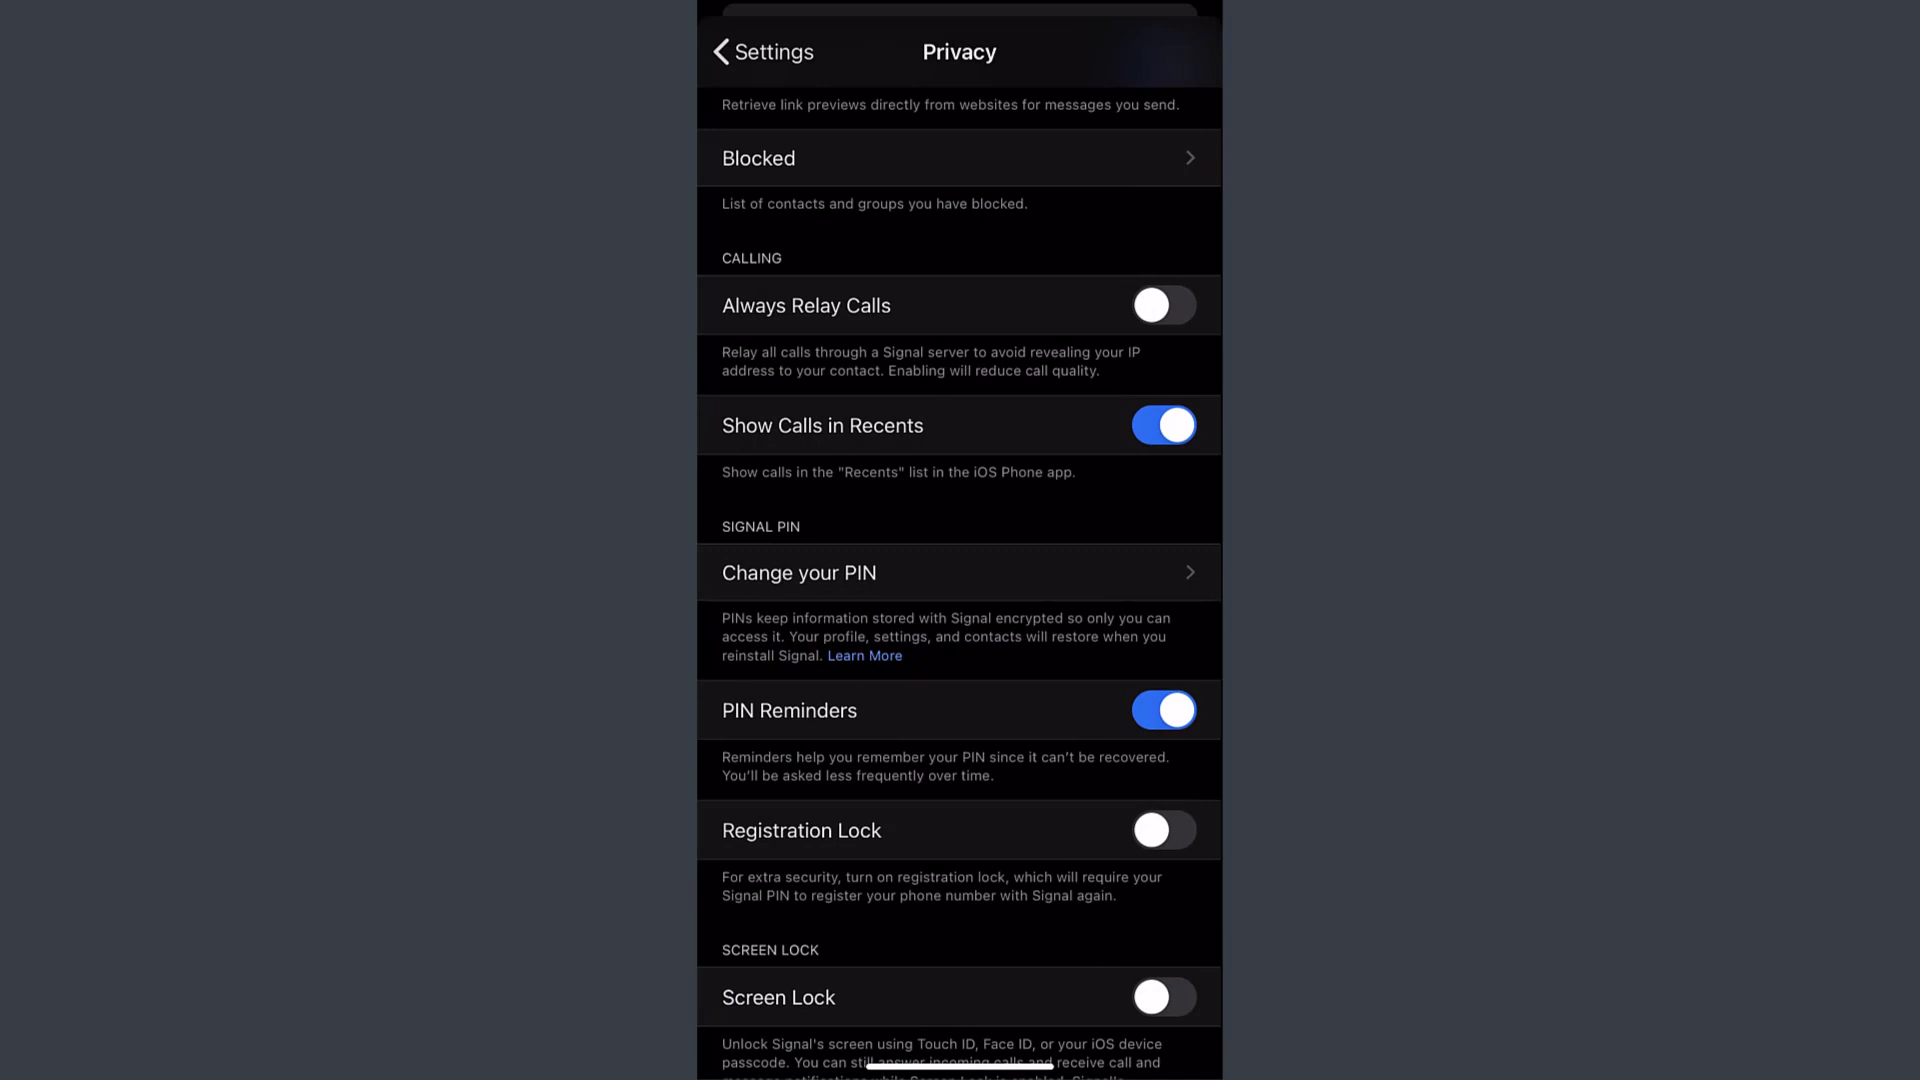 Settings
Privacy
Retrieve link previews directly from websites for messages you send.
Blocked
List of contacts and groups you have blocked.
CALLING
Always Relay Calls
Relay all calls through a Signal server to avoid revealing your IP
address to your contact. Enabling will reduce call quality.
Show Calls in Recents
Show calls in the "Recents" list in the iOS Phone app.
SIGNAL PIN
Change your PIN
PINs keep information stored with Signal encrypted so only you can
access it. Your profile, settings, and contacts will restore when you
reinstall Signal. Learn More
PIN Reminders
Reminders help you remember your PIN since it can’t be recovered.
You’ll be asked less frequently over time.
Registration Lock
For extra security, turn on registration lock, which will require your
Signal PIN to register your phone number with Signal again.
SCREEN LOCK
Screen Lock
Unlock Signal's screen using Touch ID, Face ID, or your iOS device
passcode. You can still answer incoming calls and receive call and